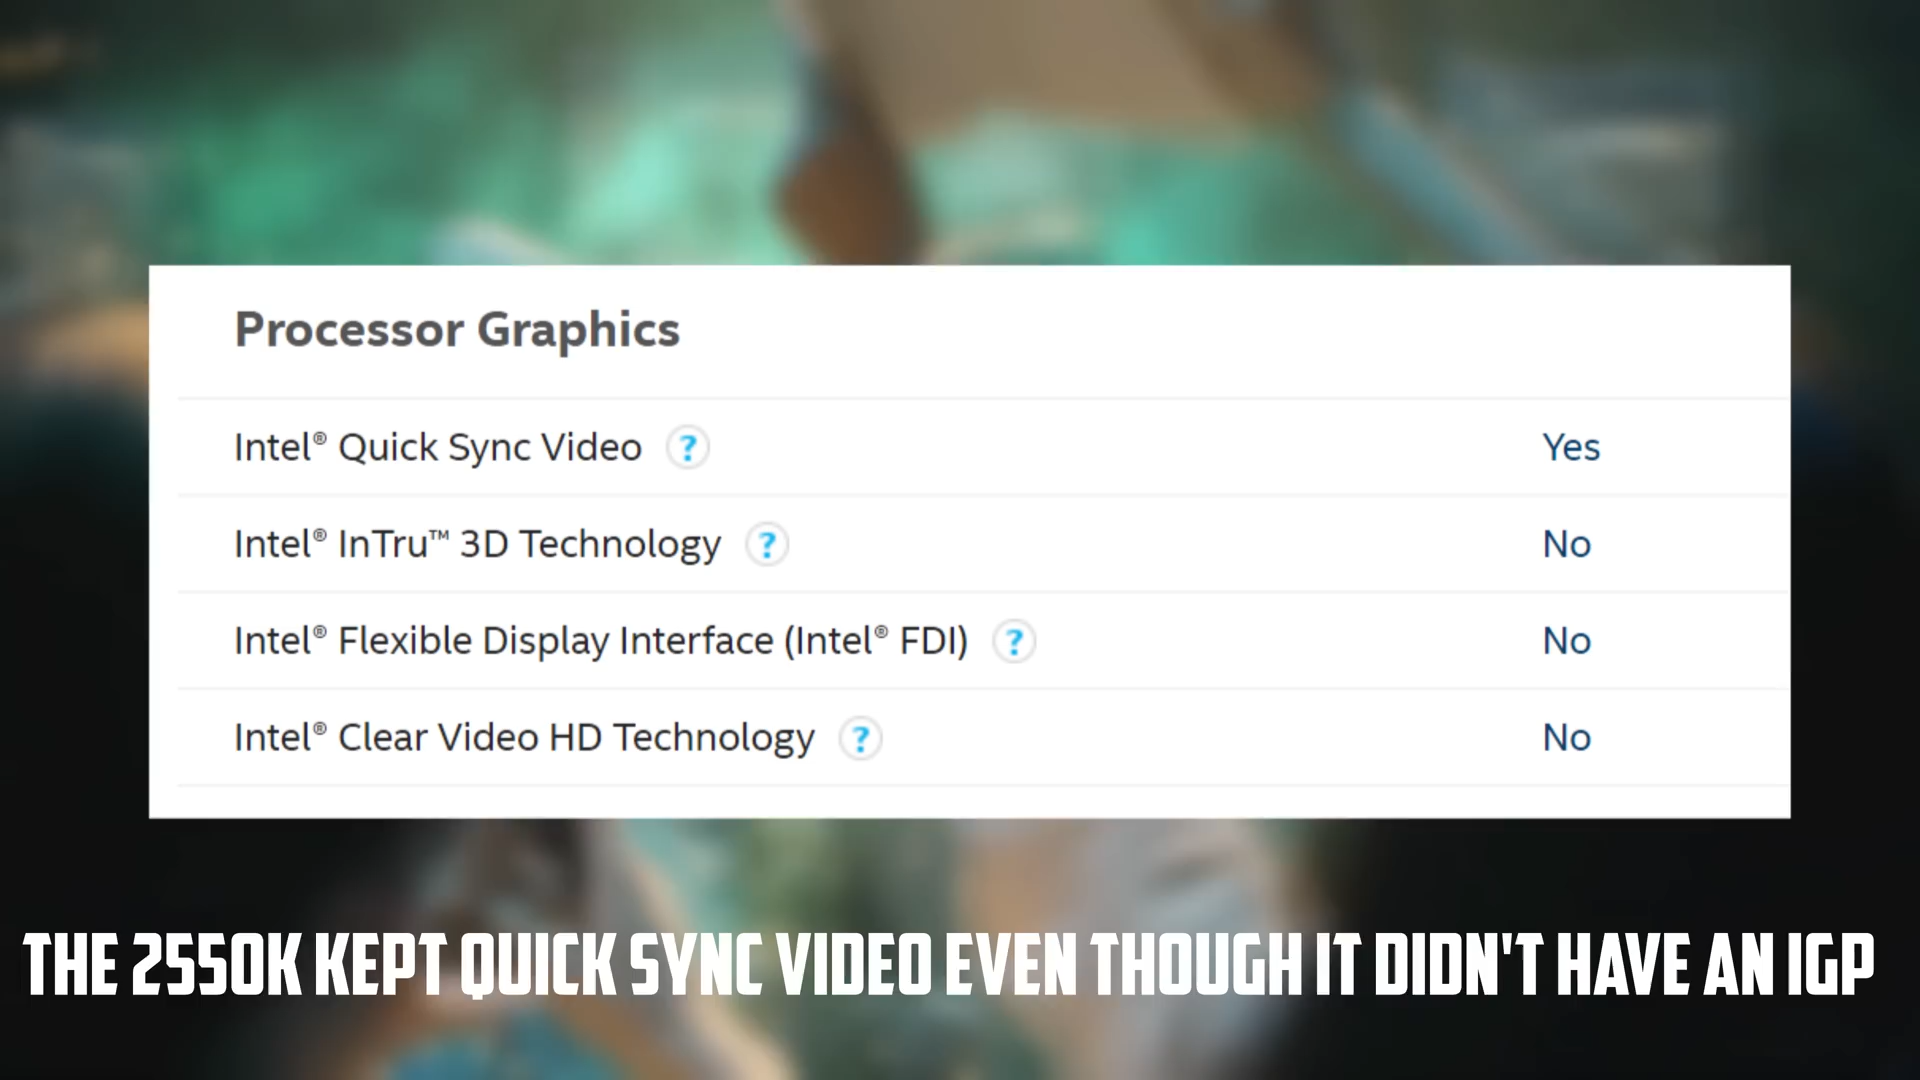 Processor Graphics
Intel® Quick Sync Video ? Yes
Intel® InTru™ 3D Technology ? No
Intel® Flexible Display Interface (Intel® FDI) ? No
Intel® Clear Video HD Technology ? No
THE 2550K KEPT QUICK SYNC VIDEO EVEN THOUGH IT DIDN'T HAVE AN IGP